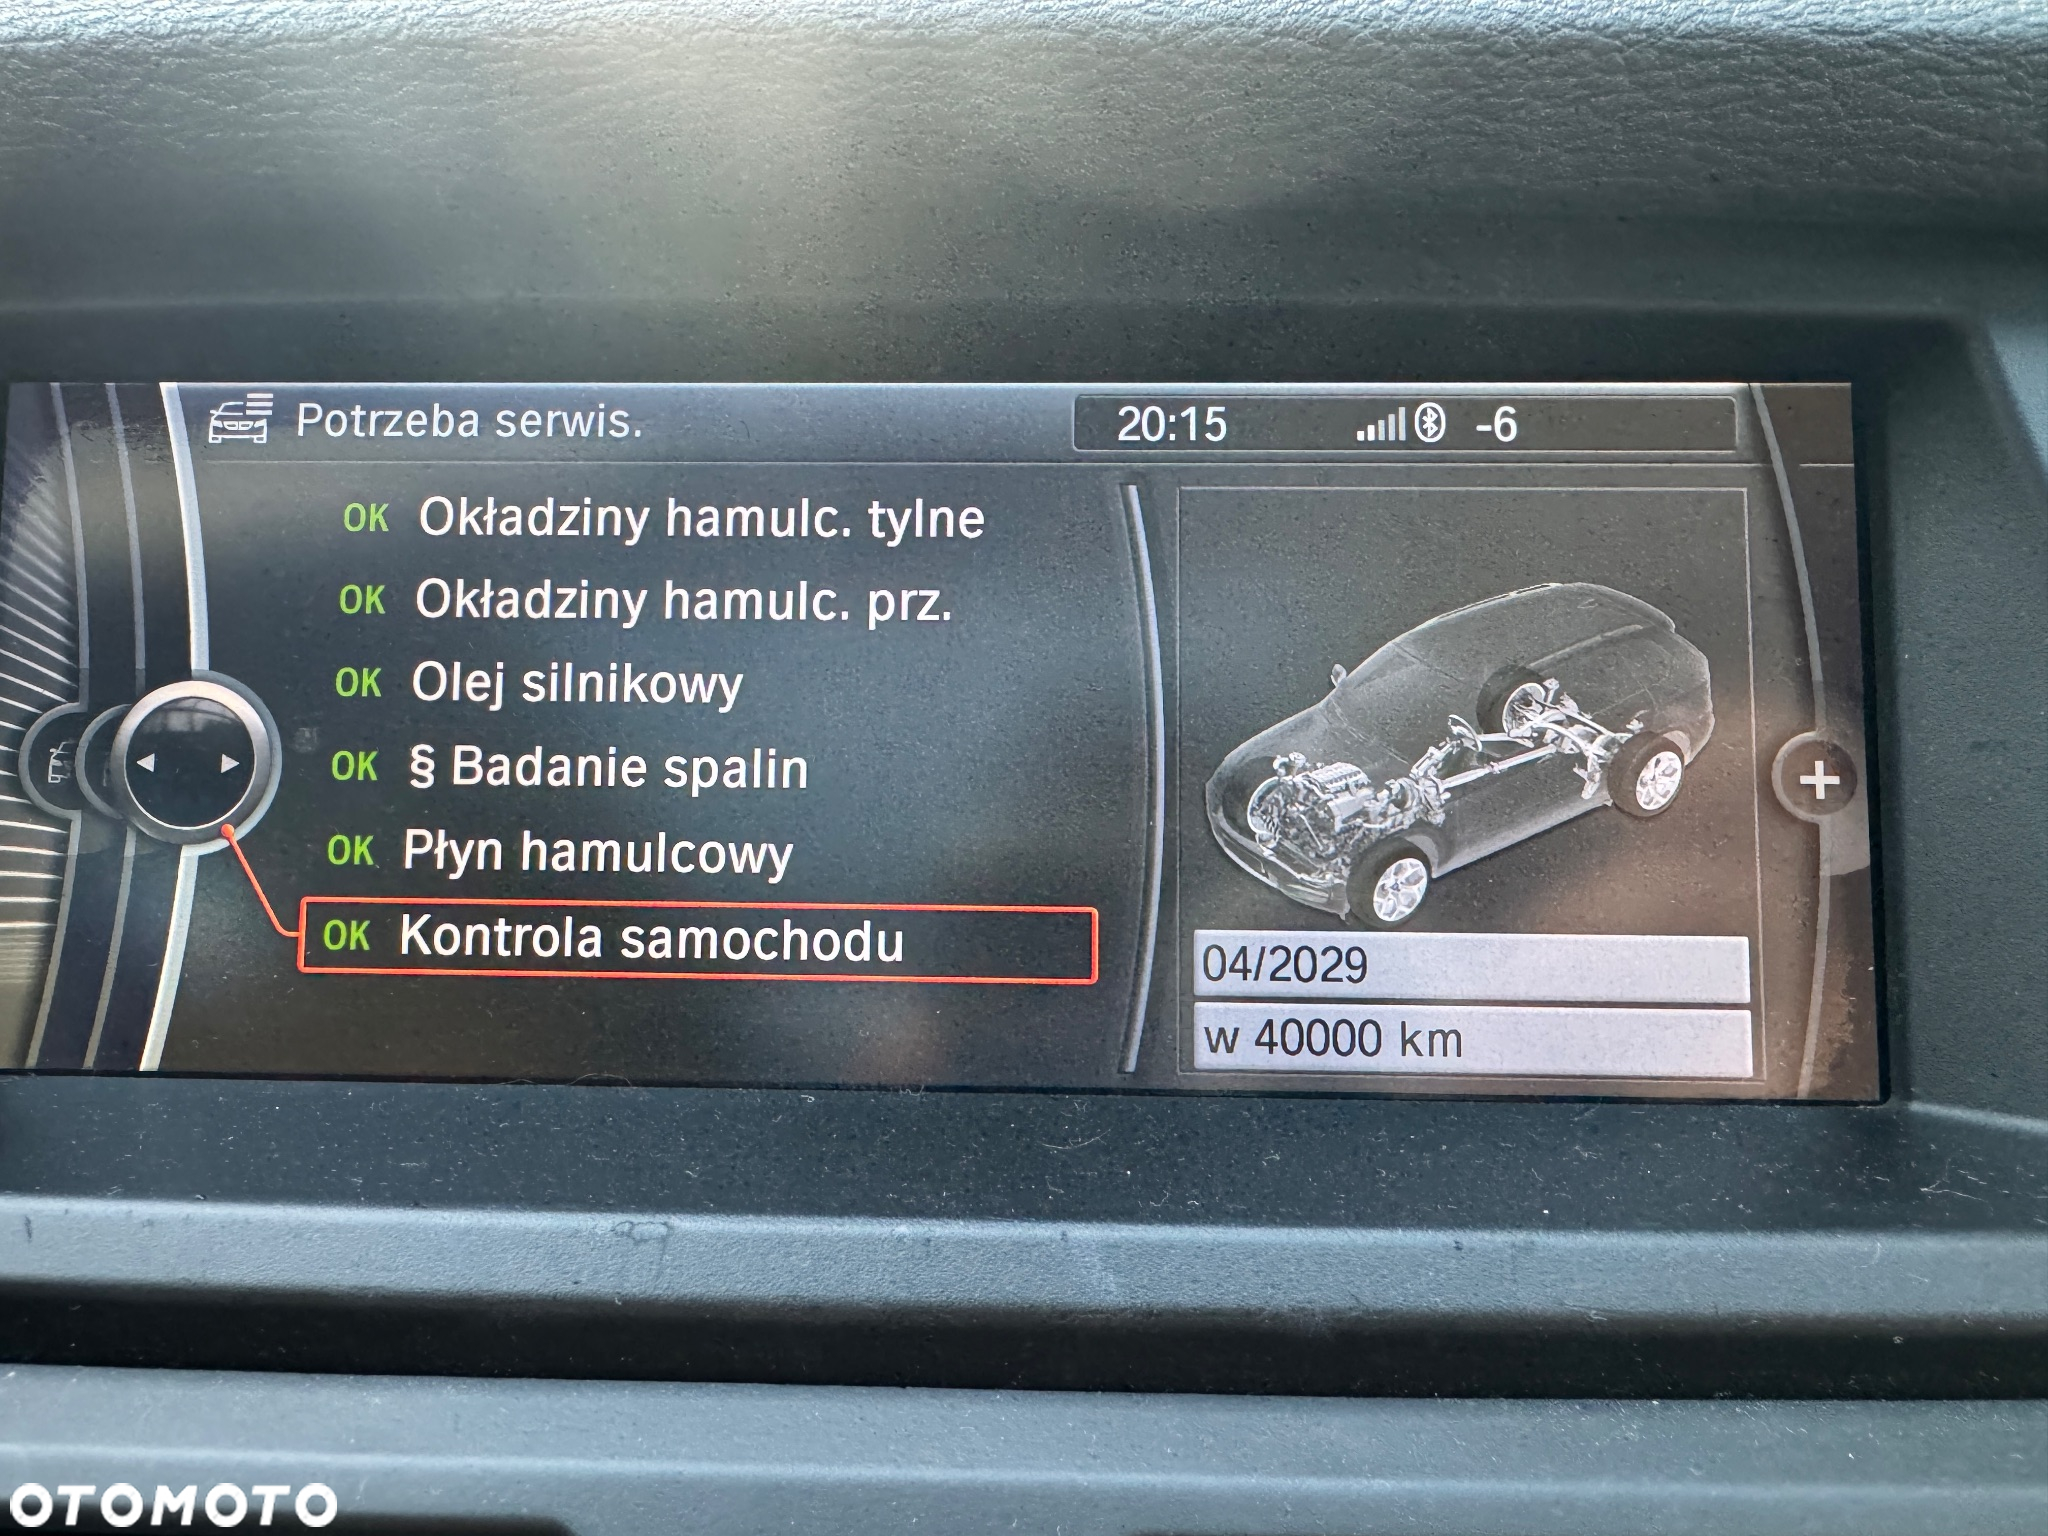 Potrzeba serwis.
20:15 -6
OK Okładziny hamulc. tylne
OK Okładziny hamulc. prz.
OK Olej silnikowy
OK § Badanie spalin
OK Płyn hamulcowy
OK Kontrola samochodu
04/2029
w 40000 km
OTOMOTO